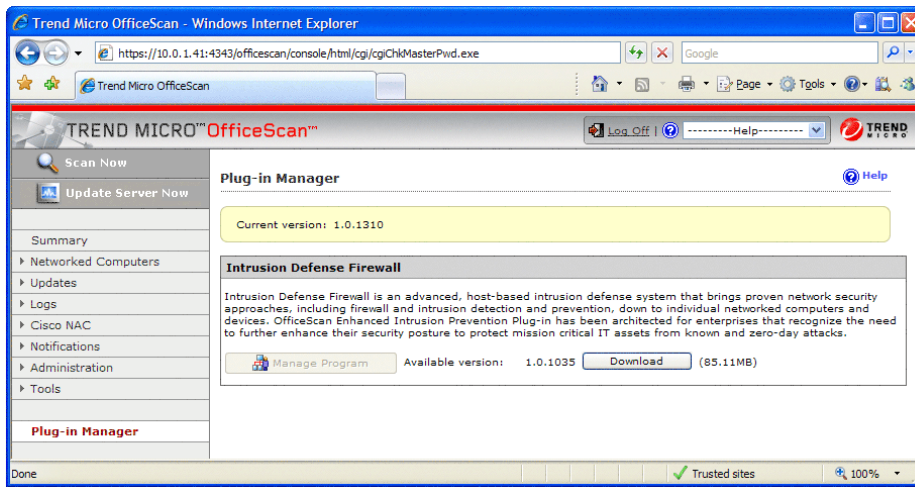 Trend Micro OfficeScan - Windows Internet Explorer
https://10.0.1.41:4343/officescan/console/html/cgi/cgiChkMasterPwd.exe
Google
Trend Micro OfficeScan
Page
Tools
TREND MICRO™ OfficeScan™
Log Off | ---------Help---------
TREND MICRO
Scan Now
Update Server Now
Summary
Networked Computers
Updates
Logs
Cisco NAC
Notifications
Administration
Tools
Plug-in Manager
Plug-in Manager
Help
Current version: 1.0.1310
Intrusion Defense Firewall
Intrusion Defense Firewall is an advanced, host-based intrusion defense system that brings proven network security
approaches, including firewall and intrusion detection and prevention, down to individual networked computers and
devices. OfficeScan Enhanced Intrusion Prevention Plug-in has been architected for enterprises that recognize the need
to further enhance their security posture to protect mission critical IT assets from known and zero-day attacks.
Manage Program Available version: 1.0.1035 Download (85.11MB)
Done
Trusted sites
100%